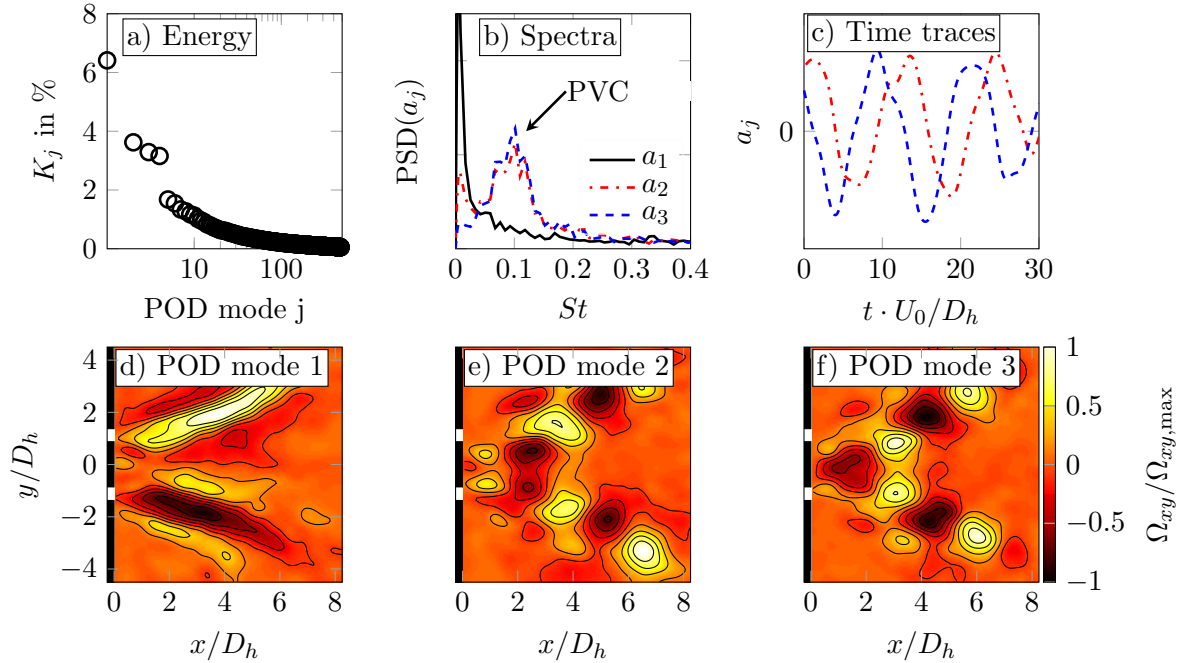 a) Energy
8
6
4
2
0
K_j in %
10
100
POD mode j
b) Spectra
PVC
a_1
a_2
a_3
PSD(a_j)
0
0.1
0.2
0.3
0.4
St
c) Time traces
a_j
0
0
10
20
30
t · U_0/D_h
d) POD mode 1
4
2
0
−2
−4
y/D_h
0
2
4
6
8
x/D_h
e) POD mode 2
0
2
4
6
8
x/D_h
f) POD mode 3
0
2
4
6
8
x/D_h
1
0.5
0
−0.5
−1
Ω_xy/Ω_xy,max